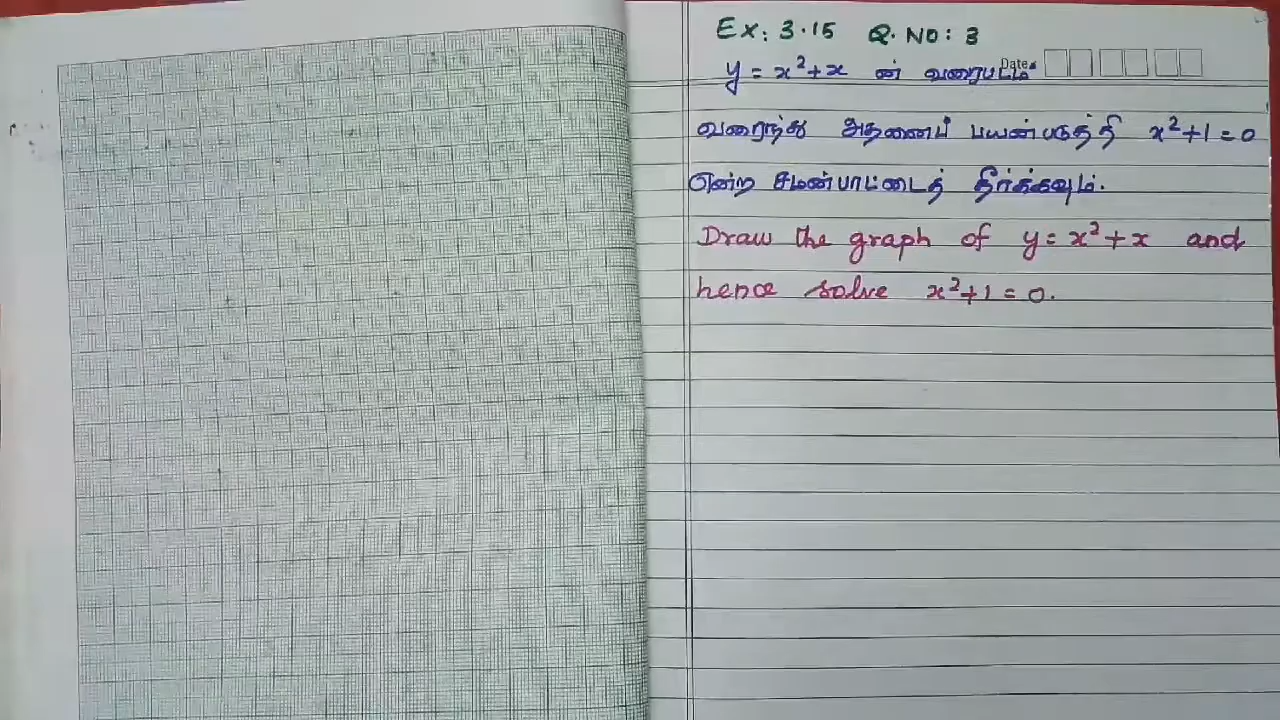 Ex: 3.15 Q. NO: 3
Date
y = x²+x ன் வரைபடம்
வரைந்து அதனைப் பயன்படுத்தி x²+1=0
என்ற சமன்பாட்டைத் தீர்க்கவும்.
Draw the graph of y=x²+x and
hence solve x²+1=0.